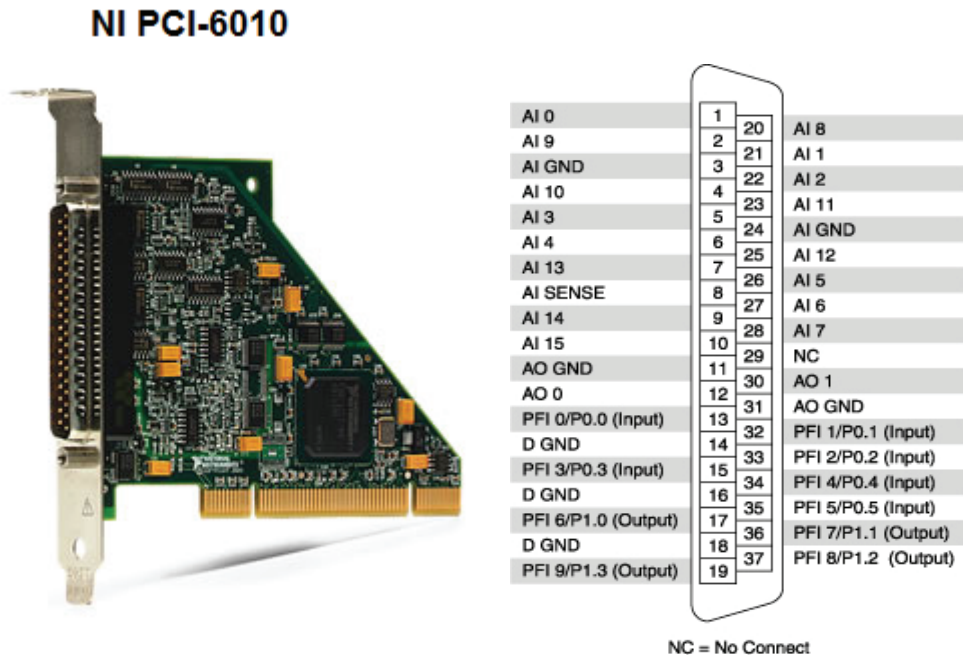 NI PCI-6010
AI 0
AI 9
AI GND
AI 10
AI 3
AI 4
AI 13
AI SENSE
AI 14
AI 15
AO GND
AO 0
PFI 0/P0.0 (Input)
D GND
PFI 3/P0.3 (Input)
D GND
PFI 6/P1.0 (Output)
D GND
PFI 9/P1.3 (Output)
1
2
3
4
5
6
7
8
9
10
11
12
13
14
15
16
17
18
19
20
21
22
23
24
25
26
27
28
29
30
31
32
33
34
35
36
37
AI 8
AI 1
AI 2
AI 11
AI GND
AI 12
AI 5
AI 6
AI 7
NC
AO 1
AO GND
PFI 1/P0.1 (Input)
PFI 2/P0.2 (Input)
PFI 4/P0.4 (Input)
PFI 5/P0.5 (Input)
PFI 7/P1.1 (Output)
PFI 8/P1.2 (Output)
NC = No Connect
NATIONAL
INSTRUMENTS